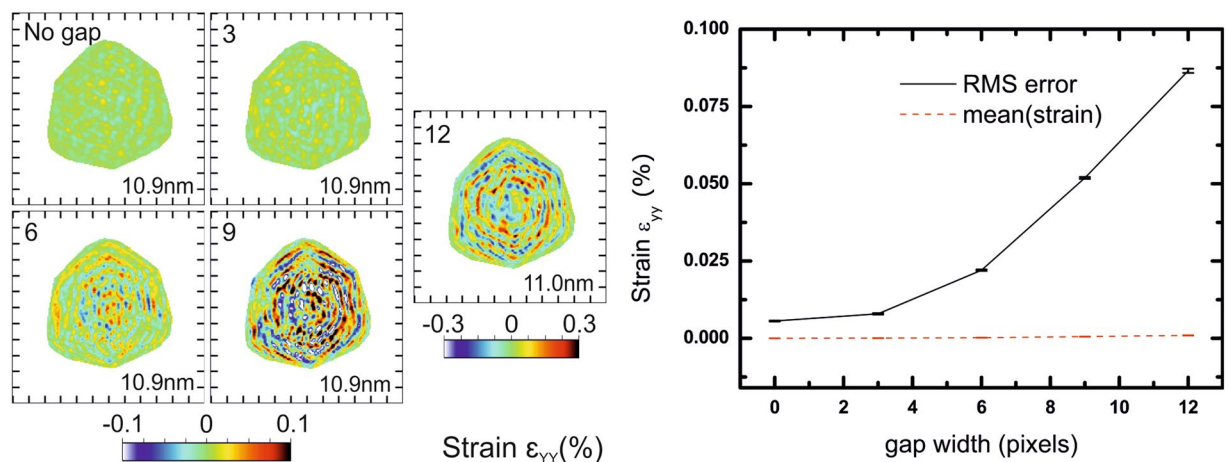 No gap
10.9nm
3
10.9nm
6
10.9nm
9
10.9nm
-0.1 0 0.1
12
11.0nm
-0.3 0 0.3
Strain εYY(%)
0.100
0.075
0.050
0.025
0.000
Strain εyy (%)
RMS error
mean(strain)
0 2 4 6 8 10 12
gap width (pixels)